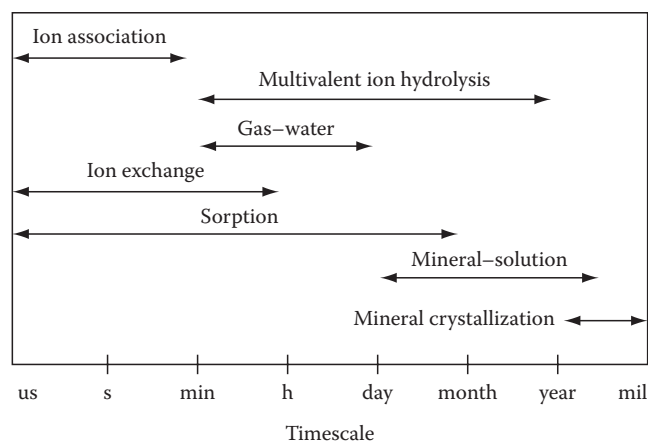 Ion association
Multivalent ion hydrolysis
Gas–water
Ion exchange
Sorption
Mineral–solution
Mineral crystallization
us s min h day month year mil
Timescale